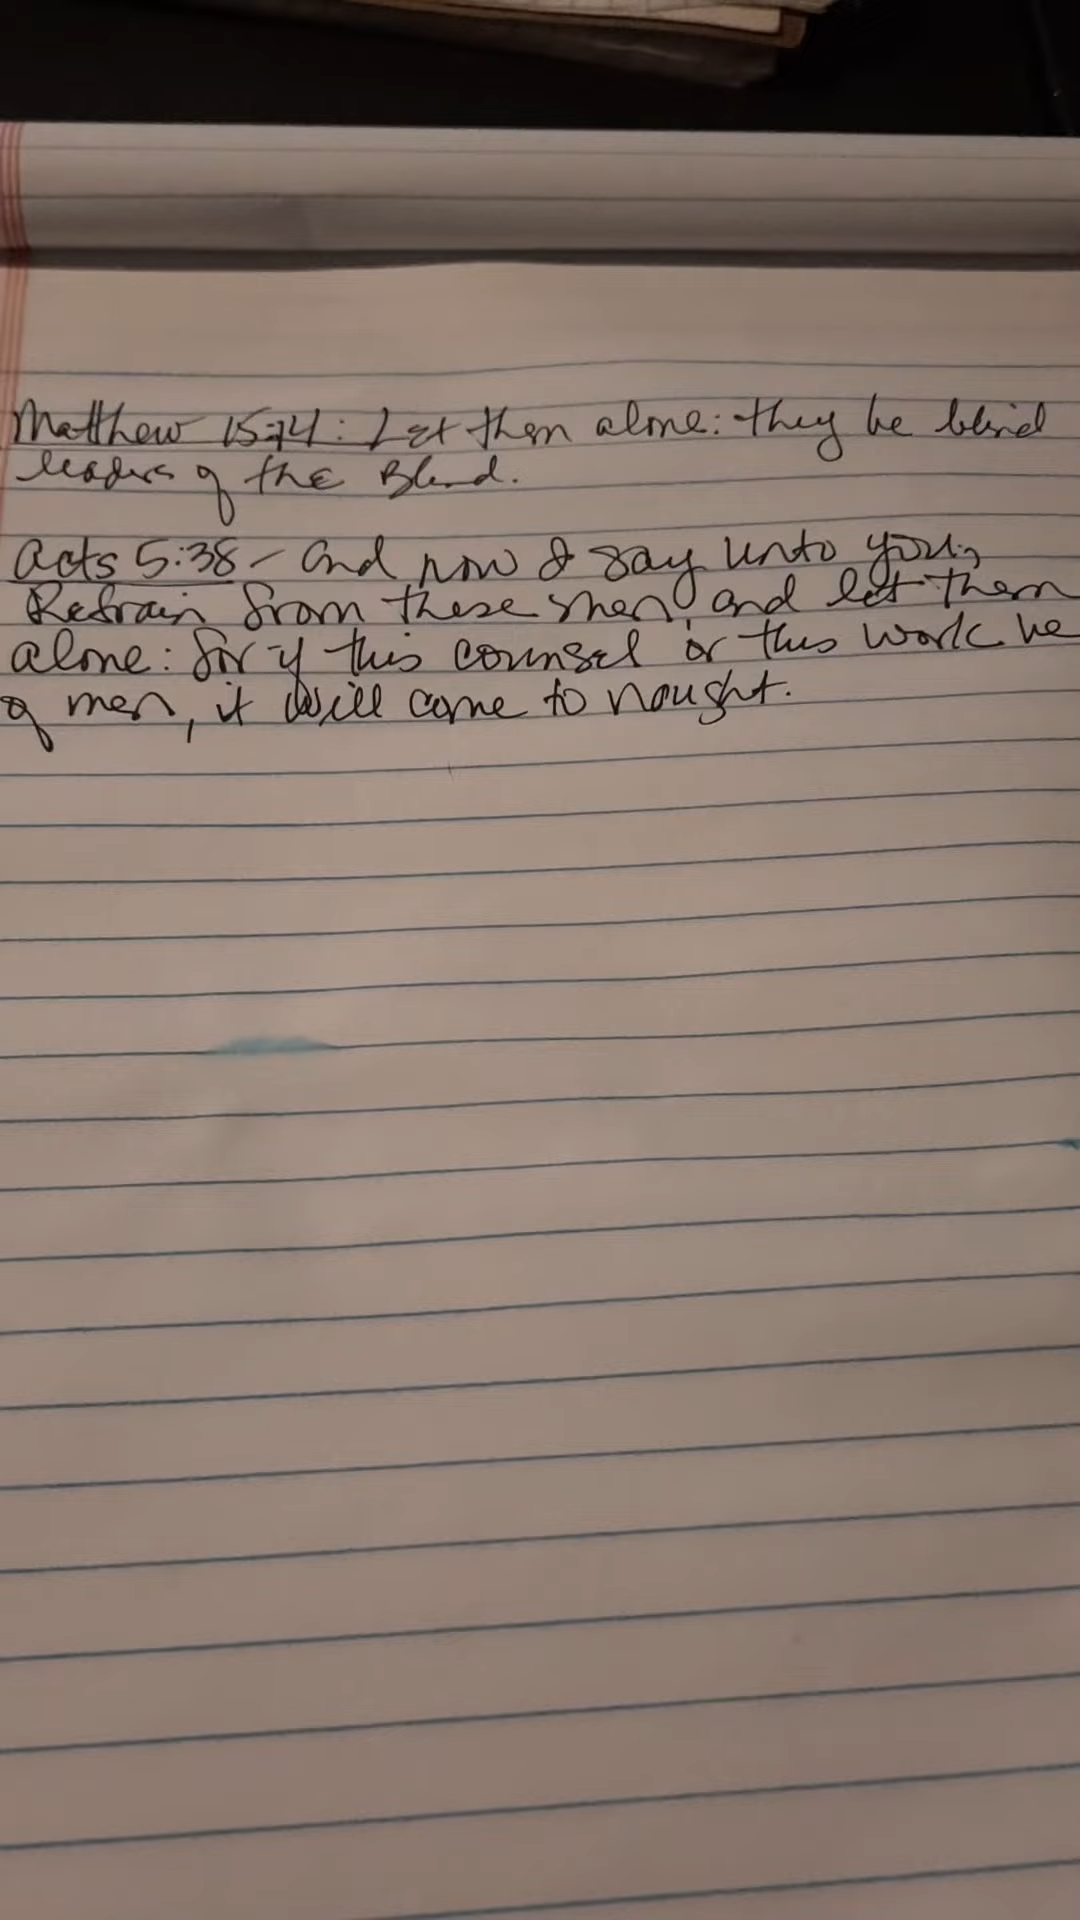 Matthew 15:14: Let them alone: they be blind
leaders of the Blind.
Acts 5:38 - And now I say unto you,
Refrain from these men, and let them
alone: for if this counsel or this work be
of men, it will come to nought.